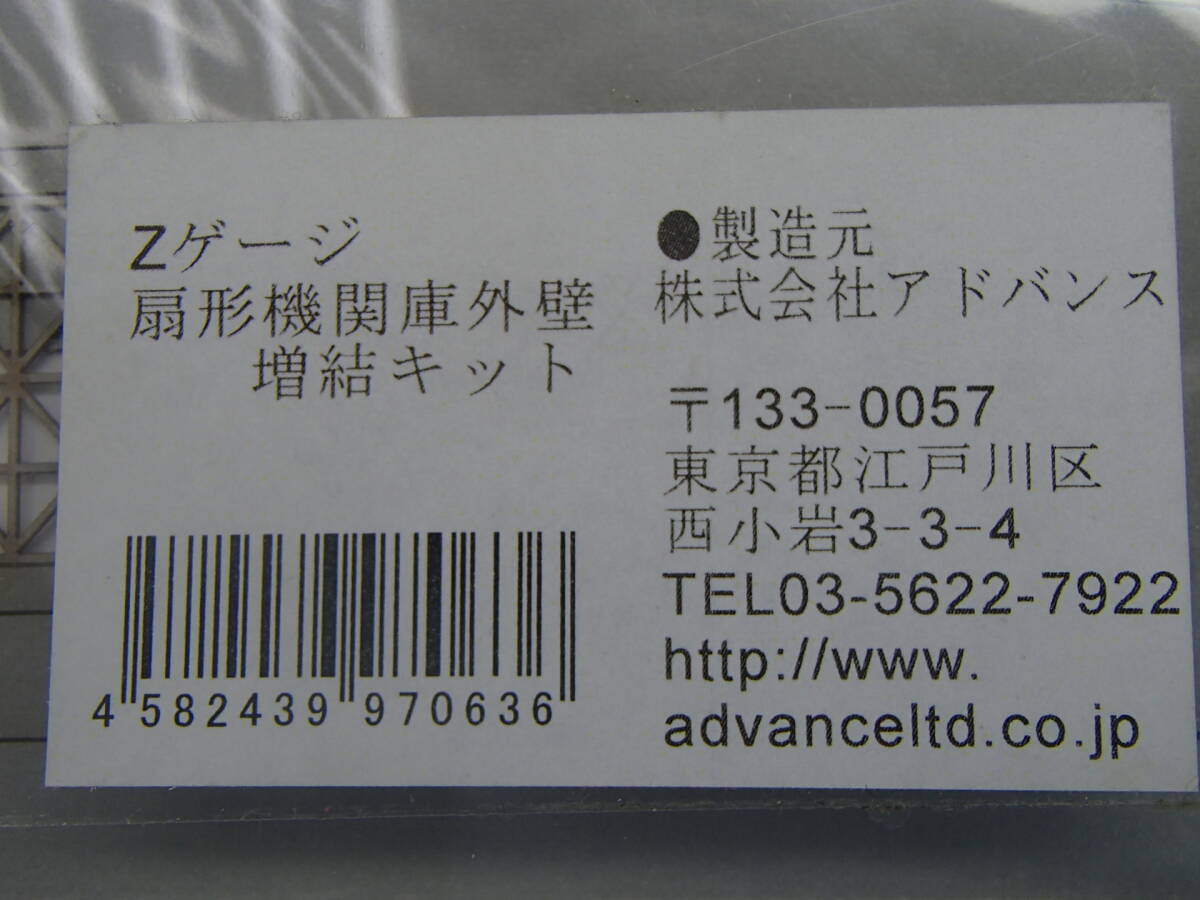 Zゲージ
扇形機関庫外壁
増結キット
4 582439 970636
●製造元
株式会社アドバンス
〒133-0057
東京都江戸川区
西小岩3-3-4
TEL03-5622-7922
http://www.
advanceltd.co.jp